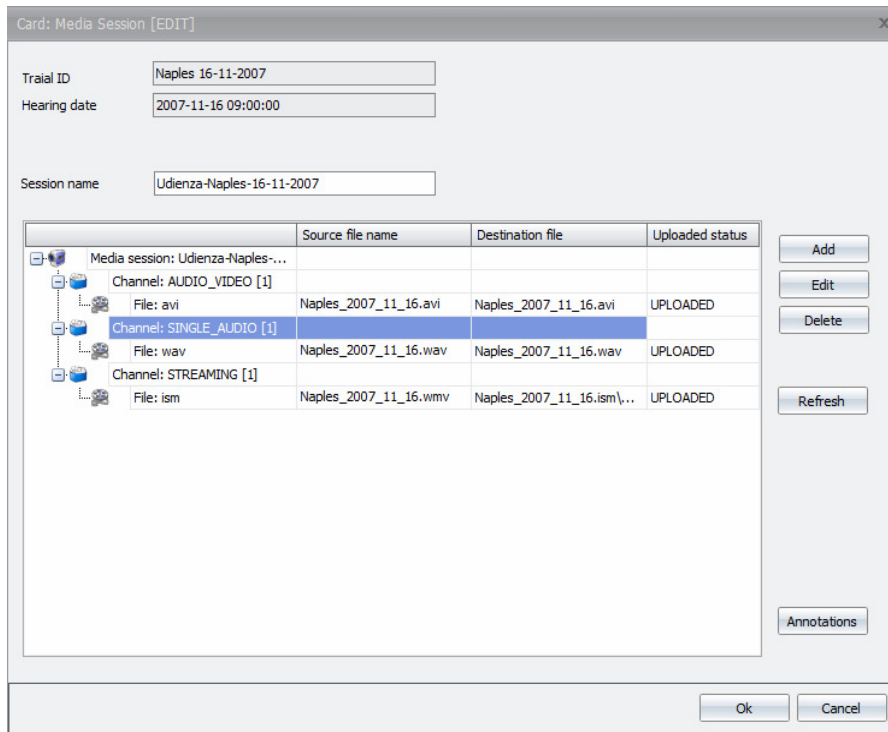 Card: Media Session [EDIT] x
Traial ID Naples 16-11-2007
Hearing date 2007-11-16 09:00:00
Session name Udienza-Naples-16-11-2007
Source file name Destination file Uploaded status
Media session: Udienza-Naples-...
Channel: AUDIO_VIDEO [1]
File: avi Naples_2007_11_16.avi Naples_2007_11_16.avi UPLOADED
Channel: SINGLE_AUDIO [1]
File: wav Naples_2007_11_16.wav Naples_2007_11_16.wav UPLOADED
Channel: STREAMING [1]
File: ism Naples_2007_11_16.wmv Naples_2007_11_16.ism\... UPLOADED
Add
Edit
Delete
Refresh
Annotations
Ok Cancel